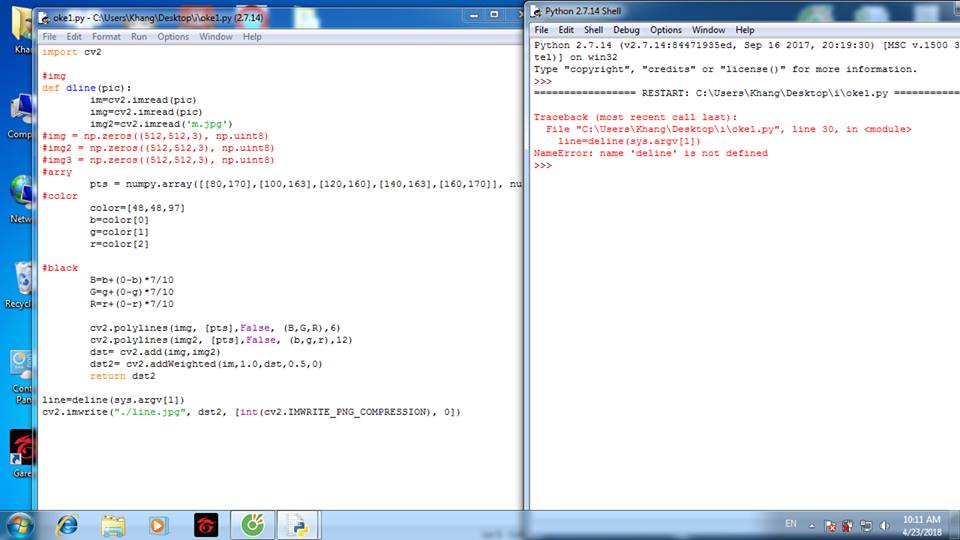 oke1.py - C:\Users\Khang\Desktop\i\oke1.py (2.7.14)
File Edit Format Run Options Window Help
import cv2
#img
def dline(pic):
im=cv2.imread(pic)
img=cv2.imread(pic)
img2=cv2.imread('m.jpg')
#img = np.zeros((512,512,3), np.uint8)
#img2 = np.zeros((512,512,3), np.uint8)
#img3 = np.zeros((512,512,3), np.uint8)
#arry
pts = numpy.array([[80,170],[100,163],[120,160],[140,163],[160,170]], nu
#color
color=[48,48,97]
b=color[0]
g=color[1]
r=color[2]
#black
B=b+(0-b)*7/10
G=g+(0-g)*7/10
R=r+(0-r)*7/10
cv2.polylines(img, [pts],False, (B,G,R),6)
cv2.polylines(img2, [pts],False, (b,g,r),12)
dst= cv2.add(img,img2)
dst2= cv2.addWeighted(im,1.0,dst,0.5,0)
return dst2
line=deline(sys.argv[1])
cv2.imwrite("./line.jpg", dst2, [int(cv2.IMWRITE_PNG_COMPRESSION), 0])
Python 2.7.14 Shell
File Edit Shell Debug Options Window Help
Python 2.7.14 (v2.7.14:84471935ed, Sep 16 2017, 20:19:30) [MSC v.1500 3
tel)] on win32
Type "copyright", "credits" or "license()" for more information.
>>>
================= RESTART: C:\Users\Khang\Desktop\i\oke1.py ===========
Traceback (most recent call last):
File "C:\Users\Khang\Desktop\i\oke1.py", line 30, in <module>
line=deline(sys.argv[1])
NameError: name 'deline' is not defined
>>>
Kha
Comp
Netw
Recyc
Cont
Pan
Gare
EN
10:11 AM
4/23/2018